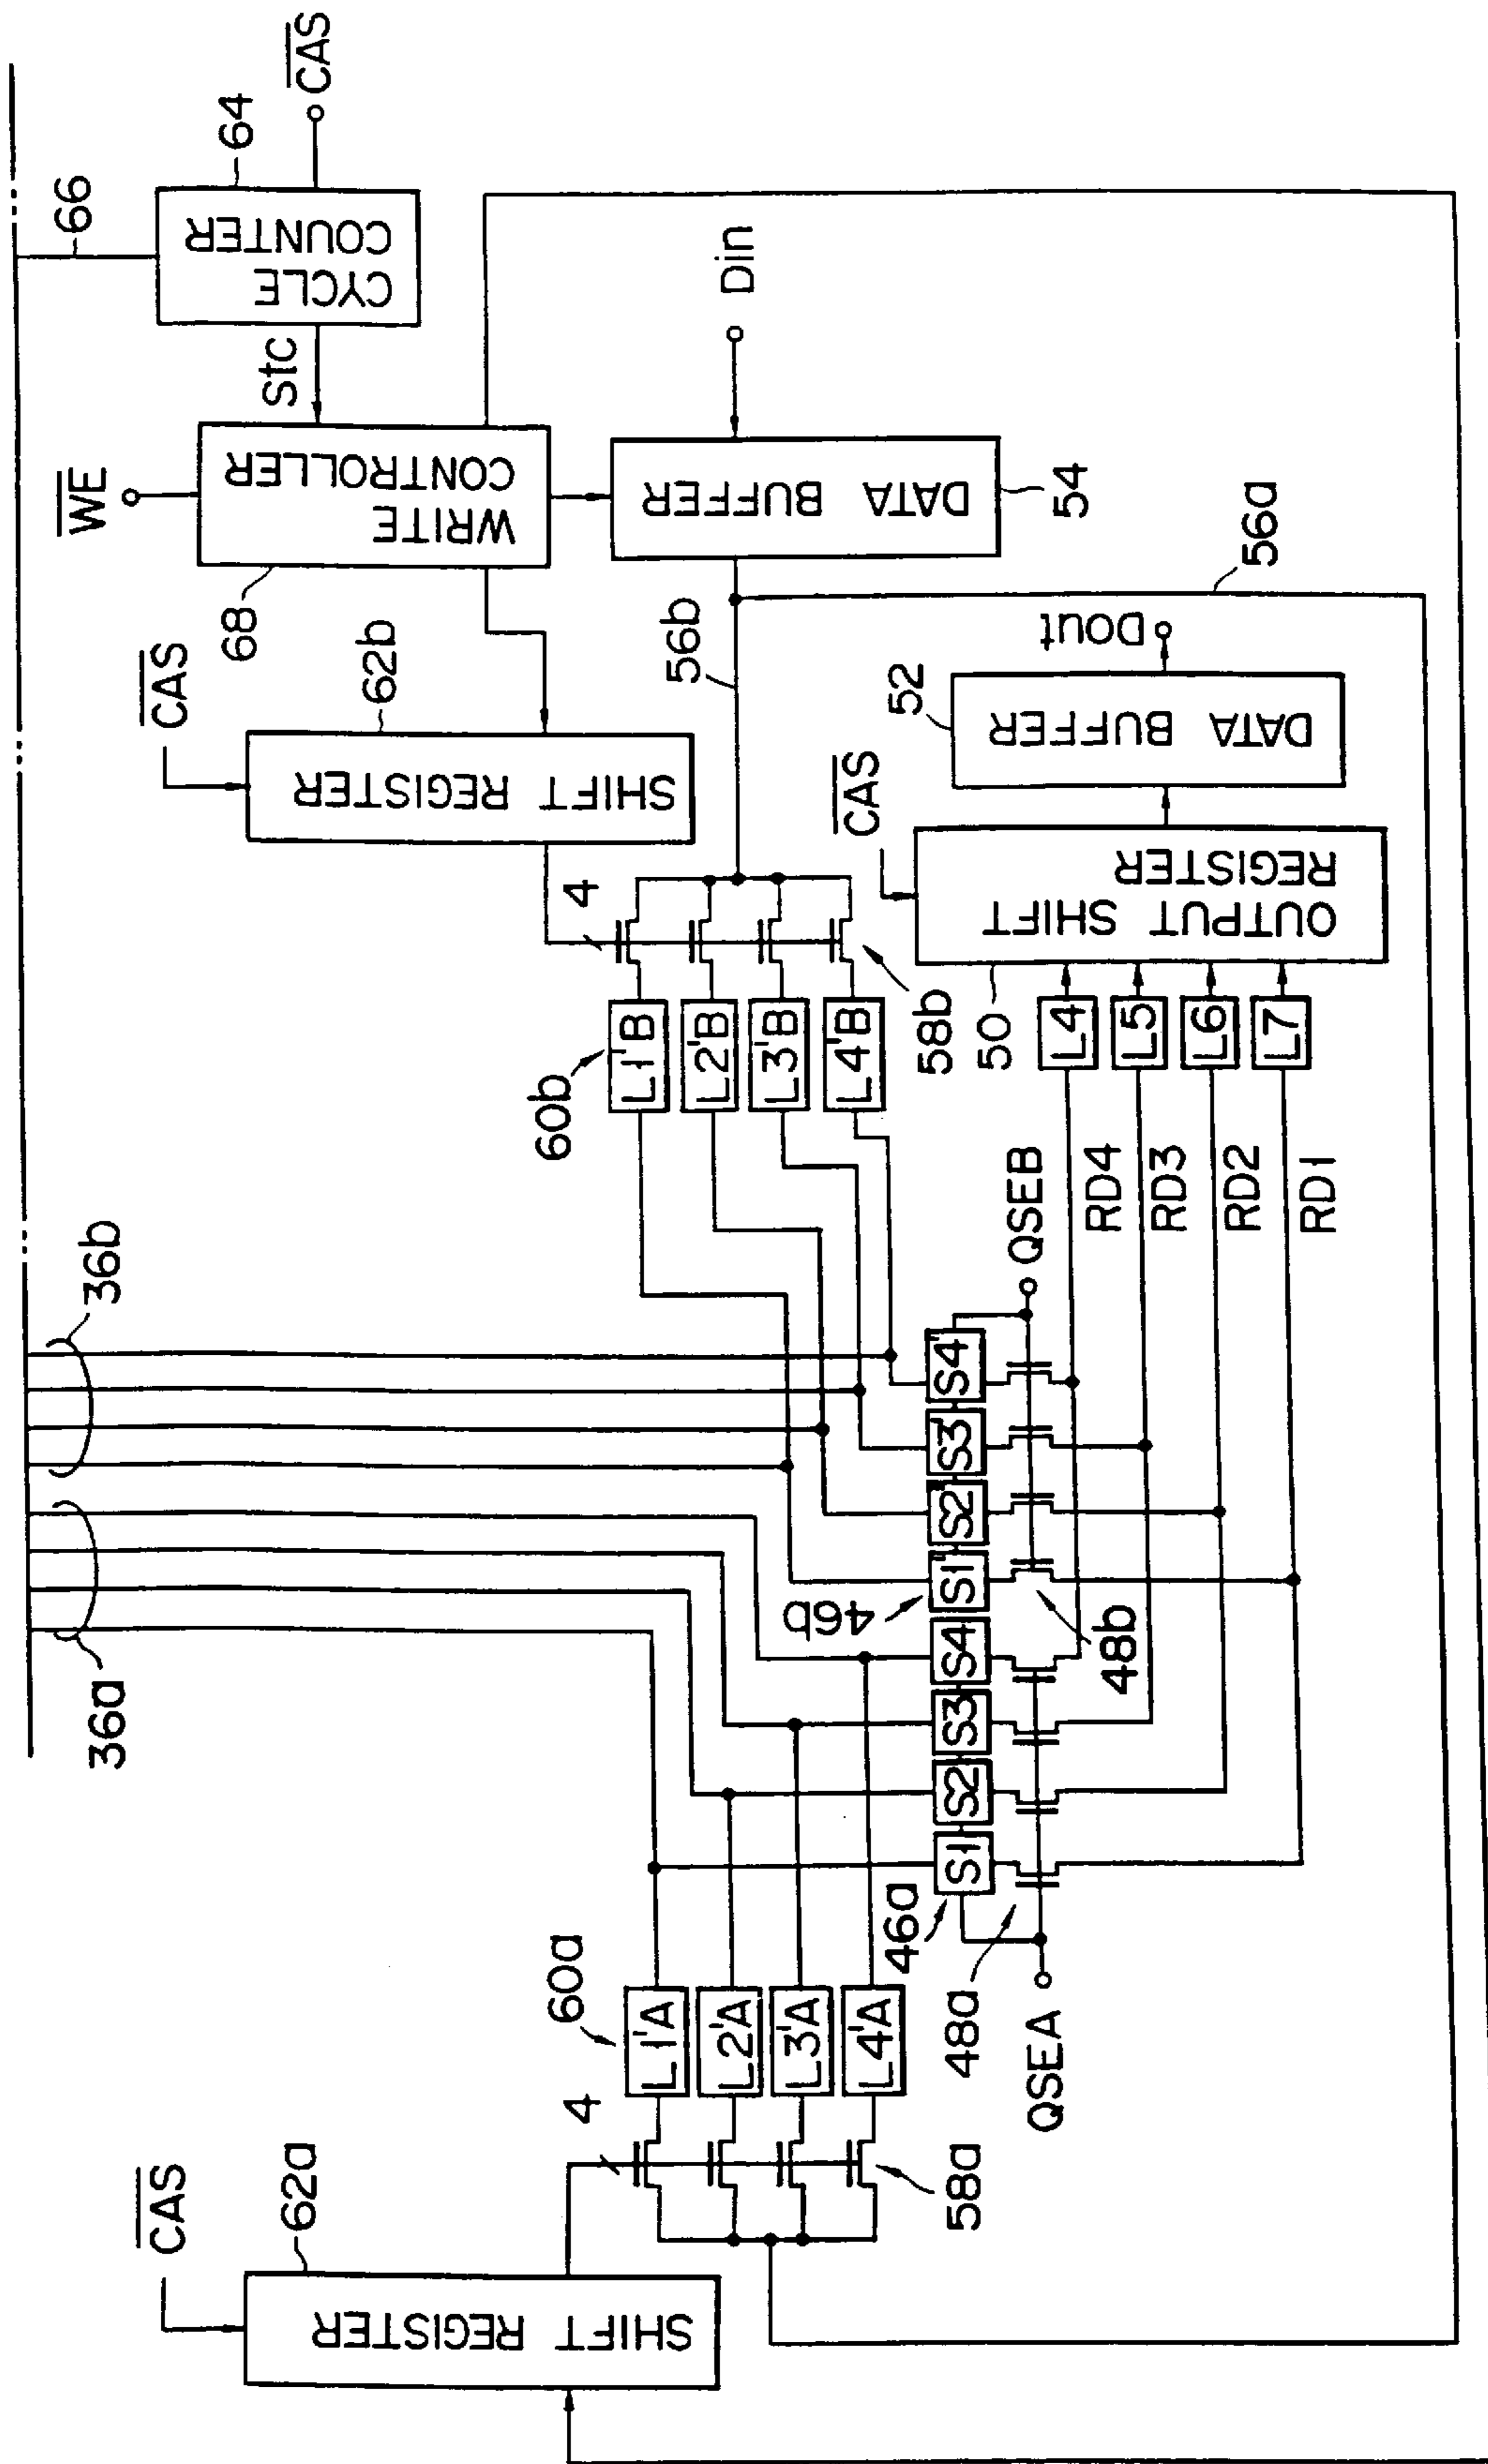 36a
36b
66
CYCLE
COUNTER
64
CAS
Stc
WE
WRITE
CONTROLLER
68
CAS
62b
SHIFT REGISTER
Din
DATA BUFFER
54
56b
56a
4
58b
60b
L1'B
L2'B
L3'B
L4'B
CAS
62a
SHIFT REGISTER
4
58a
60a
L1'A
L2'A
L3'A
L4'A
46a
S1
S2
S3
S4
46b
S1'
S2'
S3'
S4'
48a
48b
QSEA
QSEB
RD4
RD3
RD2
RD1
L4
L5
L6
L7
50
CAS
OUTPUT SHIFT
REGISTER
52
DATA BUFFER
Dout